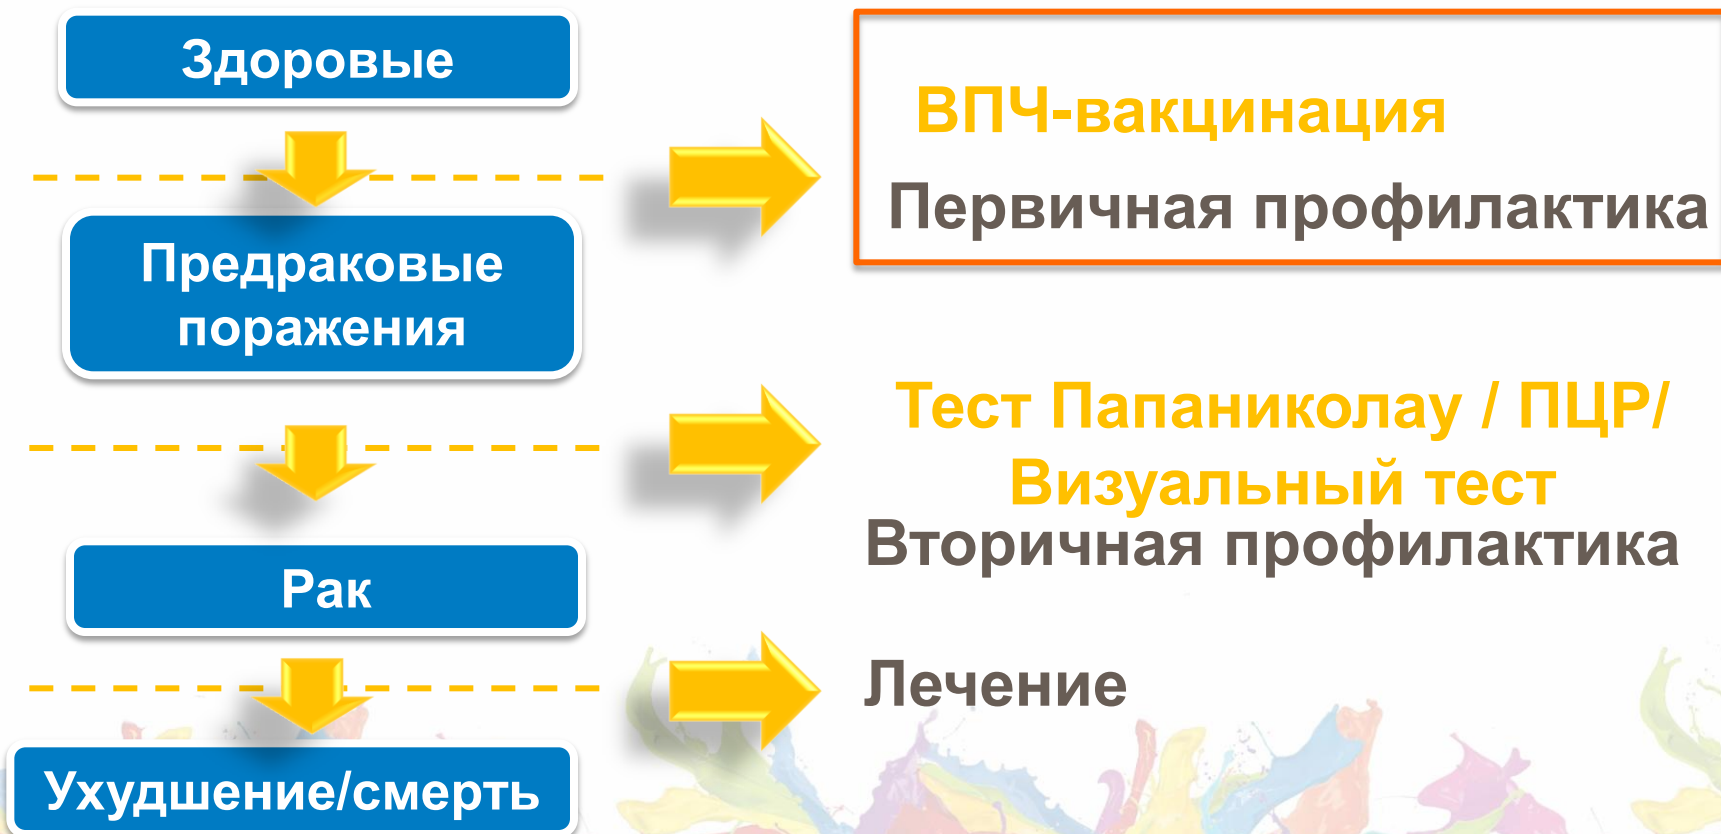 Здоровые
ВПЧ-вакцинация
Первичная профилактика
Предраковые
поражения
Тест Папаниколау / ПЦР/
Визуальный тест
Вторичная профилактика
Рак
Лечение
Ухудшение/смерть